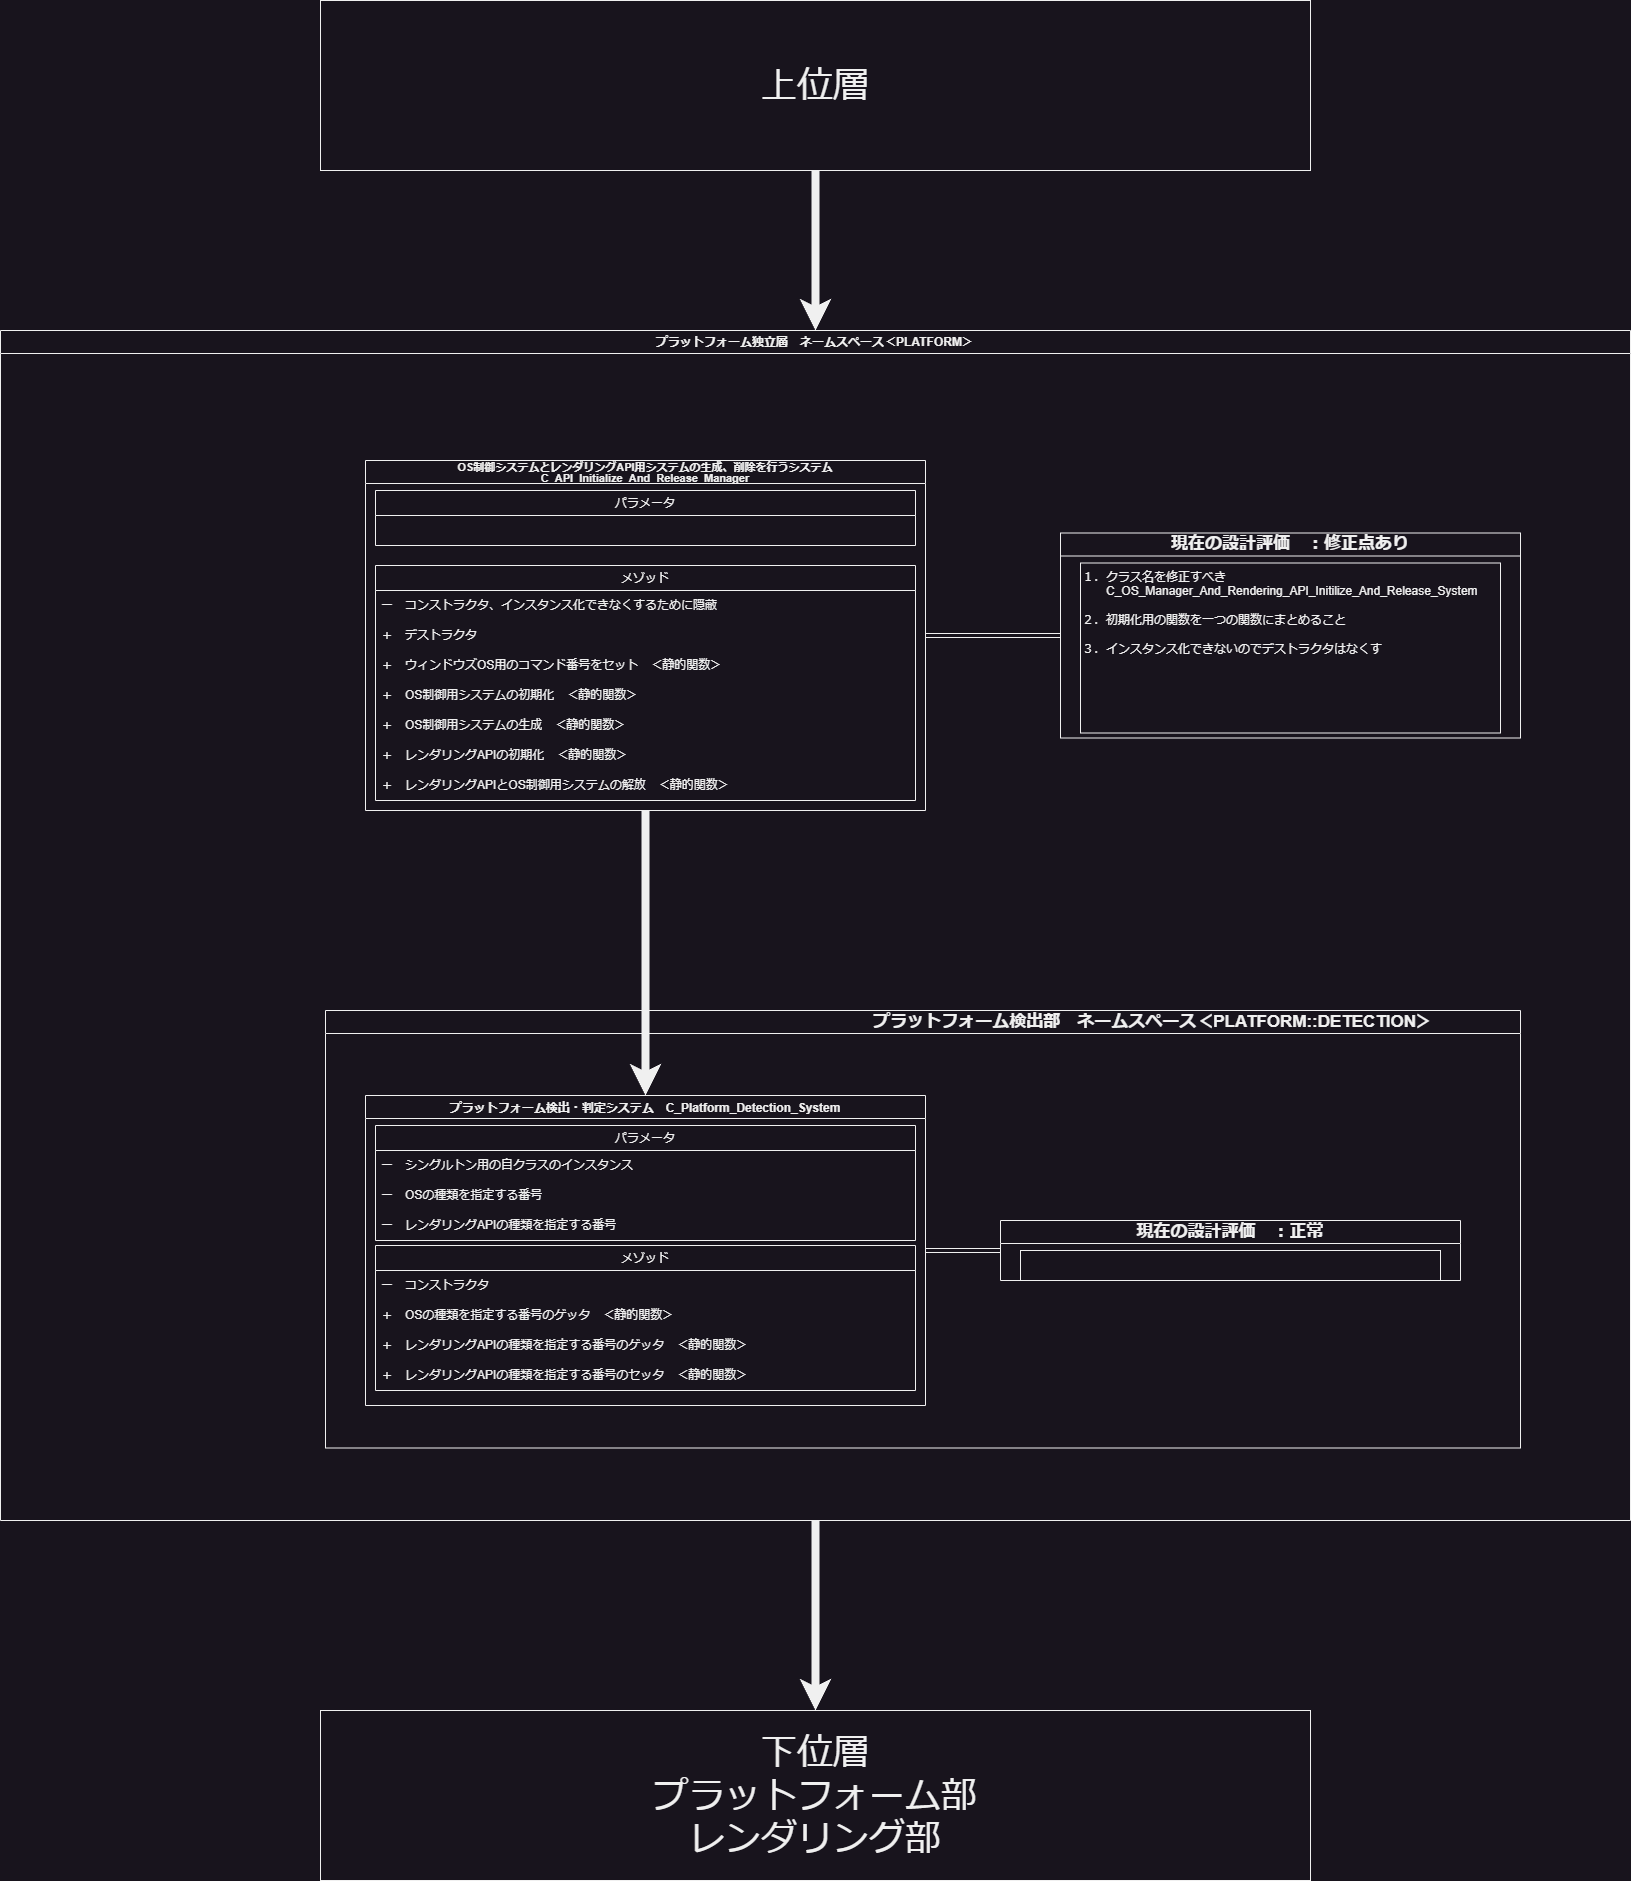 上位層
プラットフォーム独立層　ネームスペース＜PLATFORM＞
OS制御システムとレンダリングAPI用システムの生成、削除を行うシステム
C_API_Initialize_And_Release_Manager
パラメータ
メゾッド
－　コンストラクタ、インスタンス化できなくするために隠蔽
＋　デストラクタ
＋　ウィンドウズOS用のコマンド番号をセット　＜静的関数＞
＋　OS制御用システムの初期化　＜静的関数＞
＋　OS制御用システムの生成　＜静的関数＞
＋　レンダリングAPIの初期化　＜静的関数＞
＋　レンダリングAPIとOS制御用システムの解放　＜静的関数＞
現在の設計評価　：修正点あり
１．クラス名を修正すべき
C_OS_Manager_And_Rendering_API_Initilize_And_Release_System
２．初期化用の関数を一つの関数にまとめること
３．インスタンス化できないのでデストラクタはなくす
プラットフォーム検出部　ネームスペース＜PLATFORM::DETECTION＞
プラットフォーム検出・判定システム　C_Platform_Detection_System
パラメータ
－　シングルトン用の自クラスのインスタンス
－　OSの種類を指定する番号
－　レンダリングAPIの種類を指定する番号
メゾッド
－　コンストラクタ
＋　OSの種類を指定する番号のゲッタ　＜静的関数＞
＋　レンダリングAPIの種類を指定する番号のゲッタ　＜静的関数＞
＋　レンダリングAPIの種類を指定する番号のセッタ　＜静的関数＞
現在の設計評価　：正常
下位層
プラットフォーム部
レンダリング部